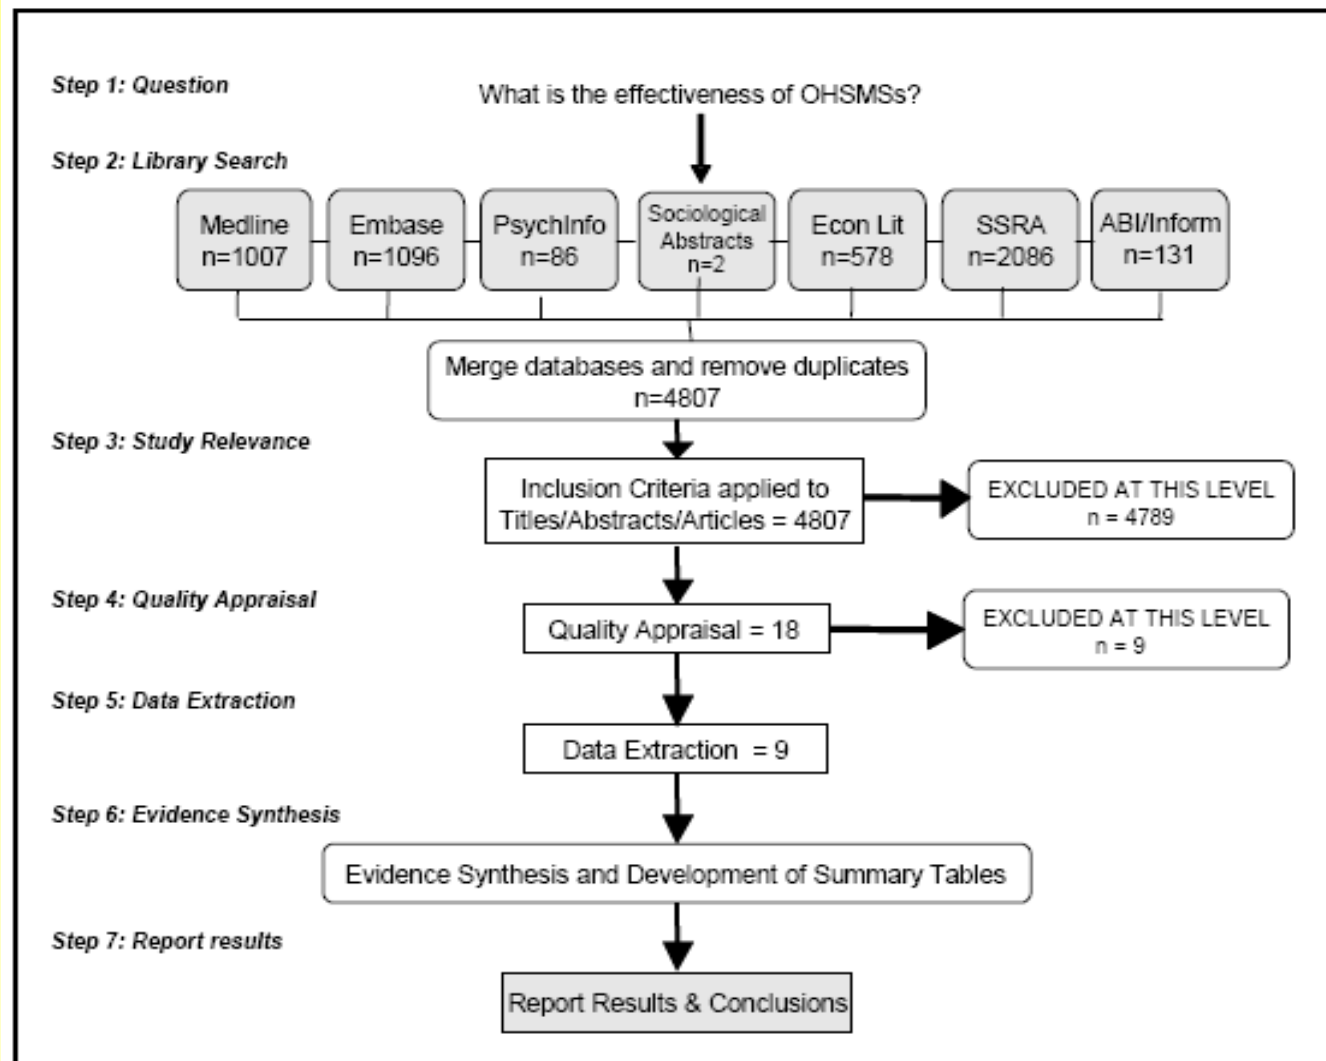 Step 1: Question
What is the effectiveness of OHSMSs?
Step 2: Library Search
Medline
n=1007
Embase
n=1096
PsychInfo
n=86
Sociological
Abstracts
n=2
Econ Lit
n=578
SSRA
n=2086
ABI/Inform
n=131
Merge databases and remove duplicates
n=4807
Step 3: Study Relevance
Inclusion Criteria applied to
Titles/Abstracts/Articles = 4807
EXCLUDED AT THIS LEVEL
n = 4789
Step 4: Quality Appraisal
Quality Appraisal = 18
EXCLUDED AT THIS LEVEL
n = 9
Step 5: Data Extraction
Data Extraction = 9
Step 6: Evidence Synthesis
Evidence Synthesis and Development of Summary Tables
Step 7: Report results
Report Results & Conclusions